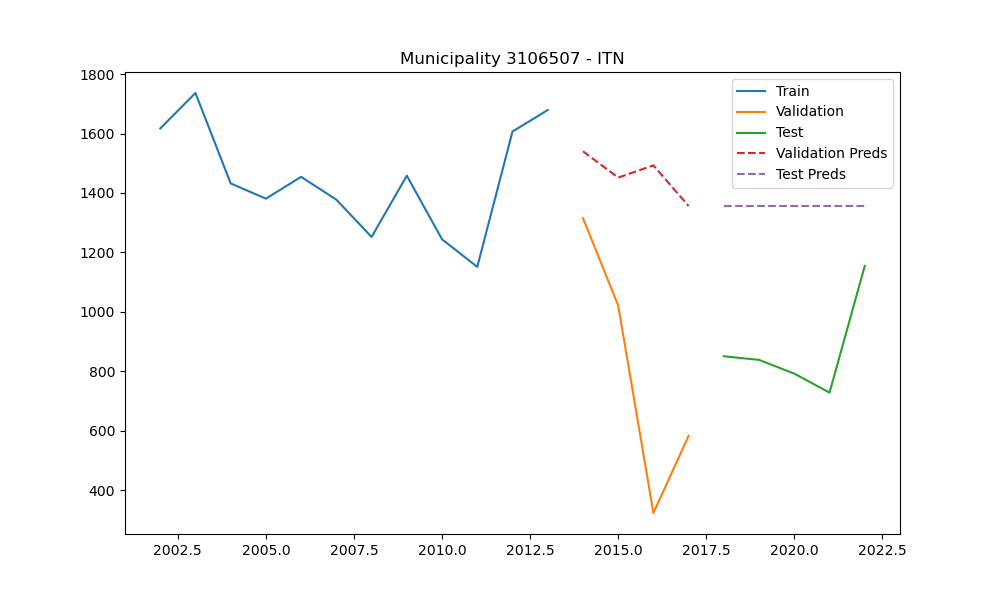 Municipality 3106507 - ITN
1800
1600
1400
1200
1000
800
600
400
2002.5 2005.0 2007.5 2010.0 2012.5 2015.0 2017.5 2020.0 2022.5
Train
Validation
Test
Validation Preds
Test Preds